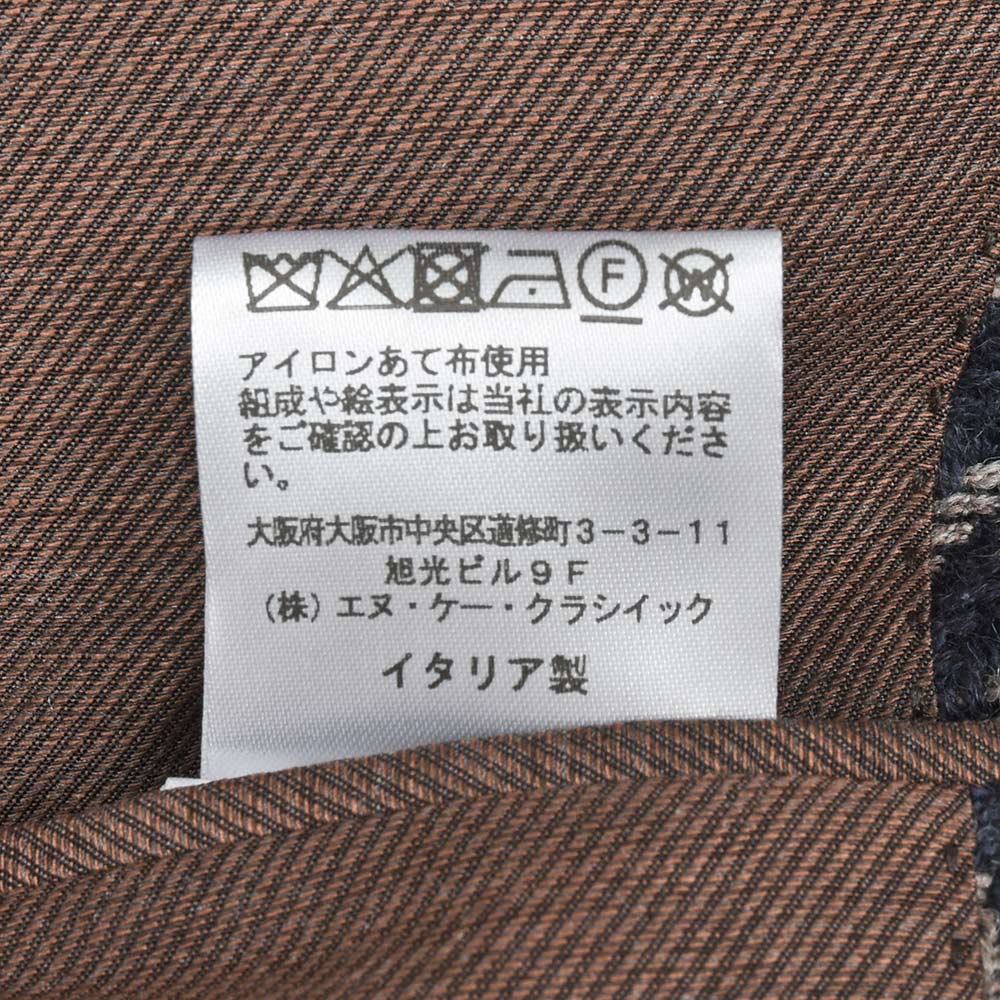 F W
アイロンあて布使用
組成や絵表示は当社の表示内容
をご確認の上お取り扱いくださ
い。
大阪府大阪市中央区道修町3-3-11
旭光ビル9F
(株)エヌ・ケー・クラシイック
イタリア製